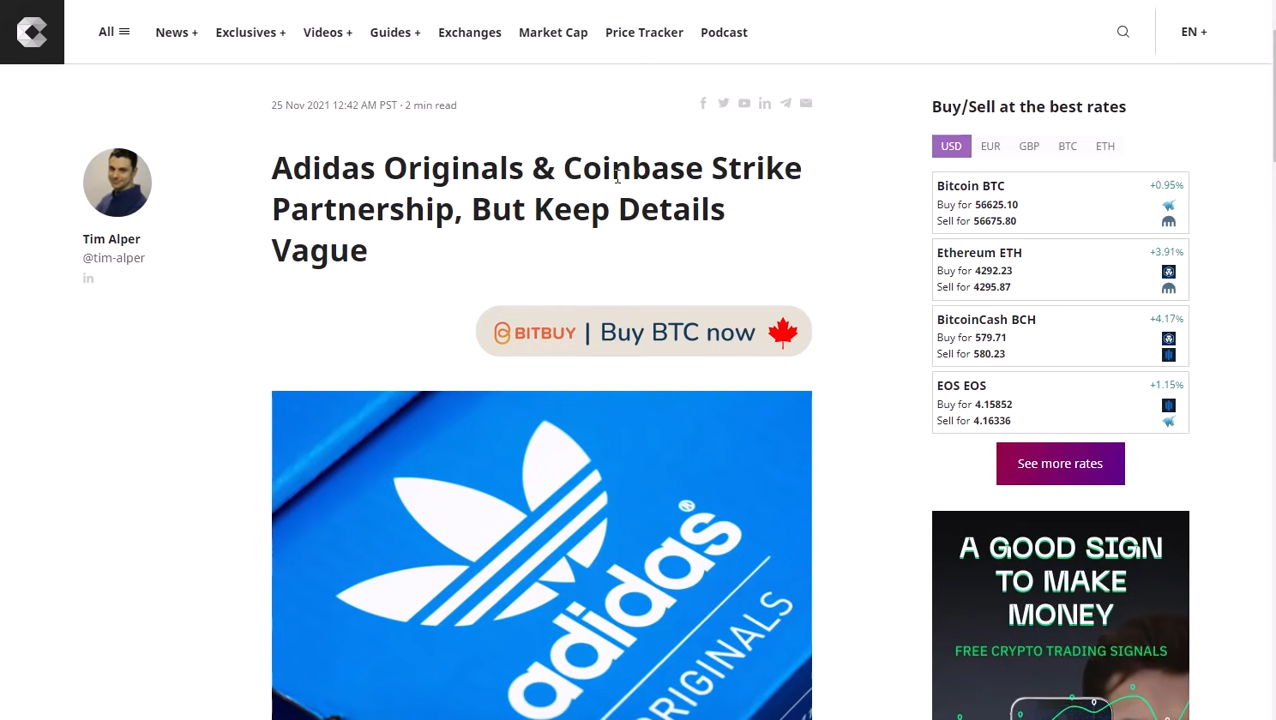 All
News +
Exclusives +
Videos +
Guides +
Exchanges
Market Cap
Price Tracker
Podcast
EN +
25 Nov 2021 12:42 AM PST · 2 min read
Tim Alper
@tim-alper
in
Adidas Originals & Coinbase Strike
Partnership, But Keep Details
Vague
BITBUY | Buy BTC now
adidas
ORIGINALS
Buy/Sell at the best rates
USD EUR GBP BTC ETH
Bitcoin BTC +0.95%
Buy for 56625.10
Sell for 56675.80
Ethereum ETH +3.91%
Buy for 4292.23
Sell for 4295.87
BitcoinCash BCH +4.17%
Buy for 579.71
Sell for 580.23
EOS EOS +1.15%
Buy for 4.15852
Sell for 4.16336
See more rates
A GOOD SIGN
TO MAKE
MONEY
FREE CRYPTO TRADING SIGNALS